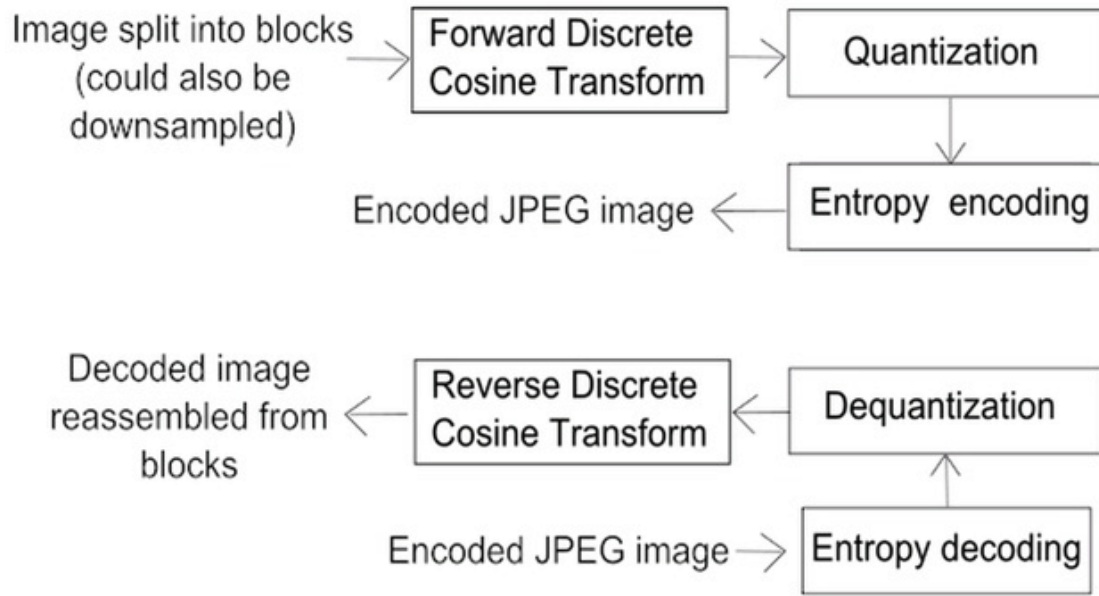 Image split into blocks
(could also be
downsampled)
Forward Discrete
Cosine Transform
Quantization
Entropy encoding
Encoded JPEG image
Decoded image
reassembled from
blocks
Reverse Discrete
Cosine Transform
Dequantization
Encoded JPEG image
Entropy decoding